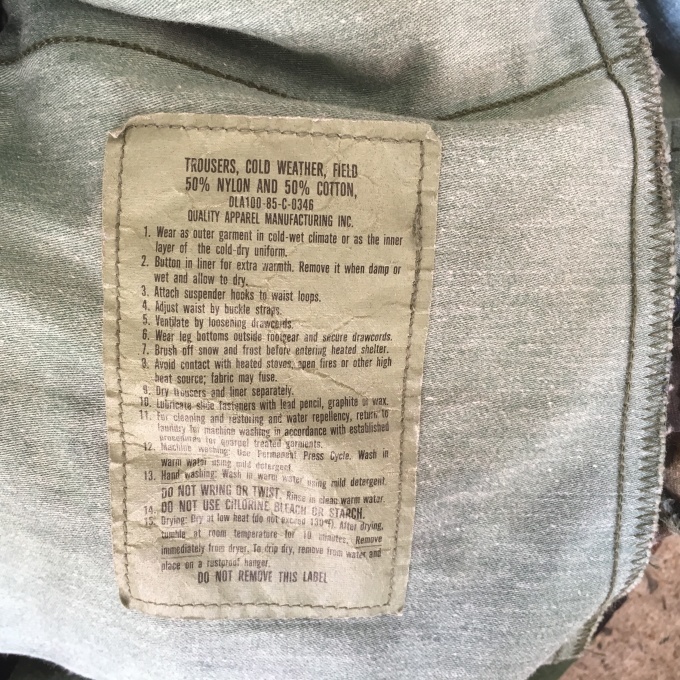 TROUSERS, COLD WEATHER, FIELD
50% NYLON AND 50% COTTON,
DLA100-85-C-0346
QUALITY APPAREL MANUFACTURING INC.
1. Wear as outer garment in cold-wet climate or as the inner
layer of the cold-dry uniform.
2. Button in liner for extra warmth. Remove it when damp or
wet and allow to dry.
3. Attach suspender hooks to waist loops.
4. Adjust waist by buckle straps.
5. Ventilate by loosening drawcords.
6. Wear leg bottoms outside footgear and secure drawcords.
7. Brush off snow and frost before entering heated shelter.
8. Avoid contact with heated stoves, open fires or other high
heat source; fabric may fuse.
9. Dry trousers and liner separately.
10. Lubricate slide fasteners with lead pencil, graphite or wax.
11. For cleaning and restoring and water repellency, return to
laundry for machine washing in accordance with established
procedures for quarpel treated garments.
12. Machine washing: Use Permanent Press Cycle. Wash in
warm water using mild detergent.
13. Hand washing: Wash in warm water using mild detergent.
DO NOT WRING OR TWIST. Rinse in clean warm water.
14. DO NOT USE CHLORINE BLEACH OR STARCH.
15. Drying: Dry at low heat (do not exceed 130°F). After drying,
tumble at room temperature for 10 minutes. Remove
immediately from dryer. To drip dry, remove from water and
place on a rustproof hanger.
DO NOT REMOVE THIS LABEL